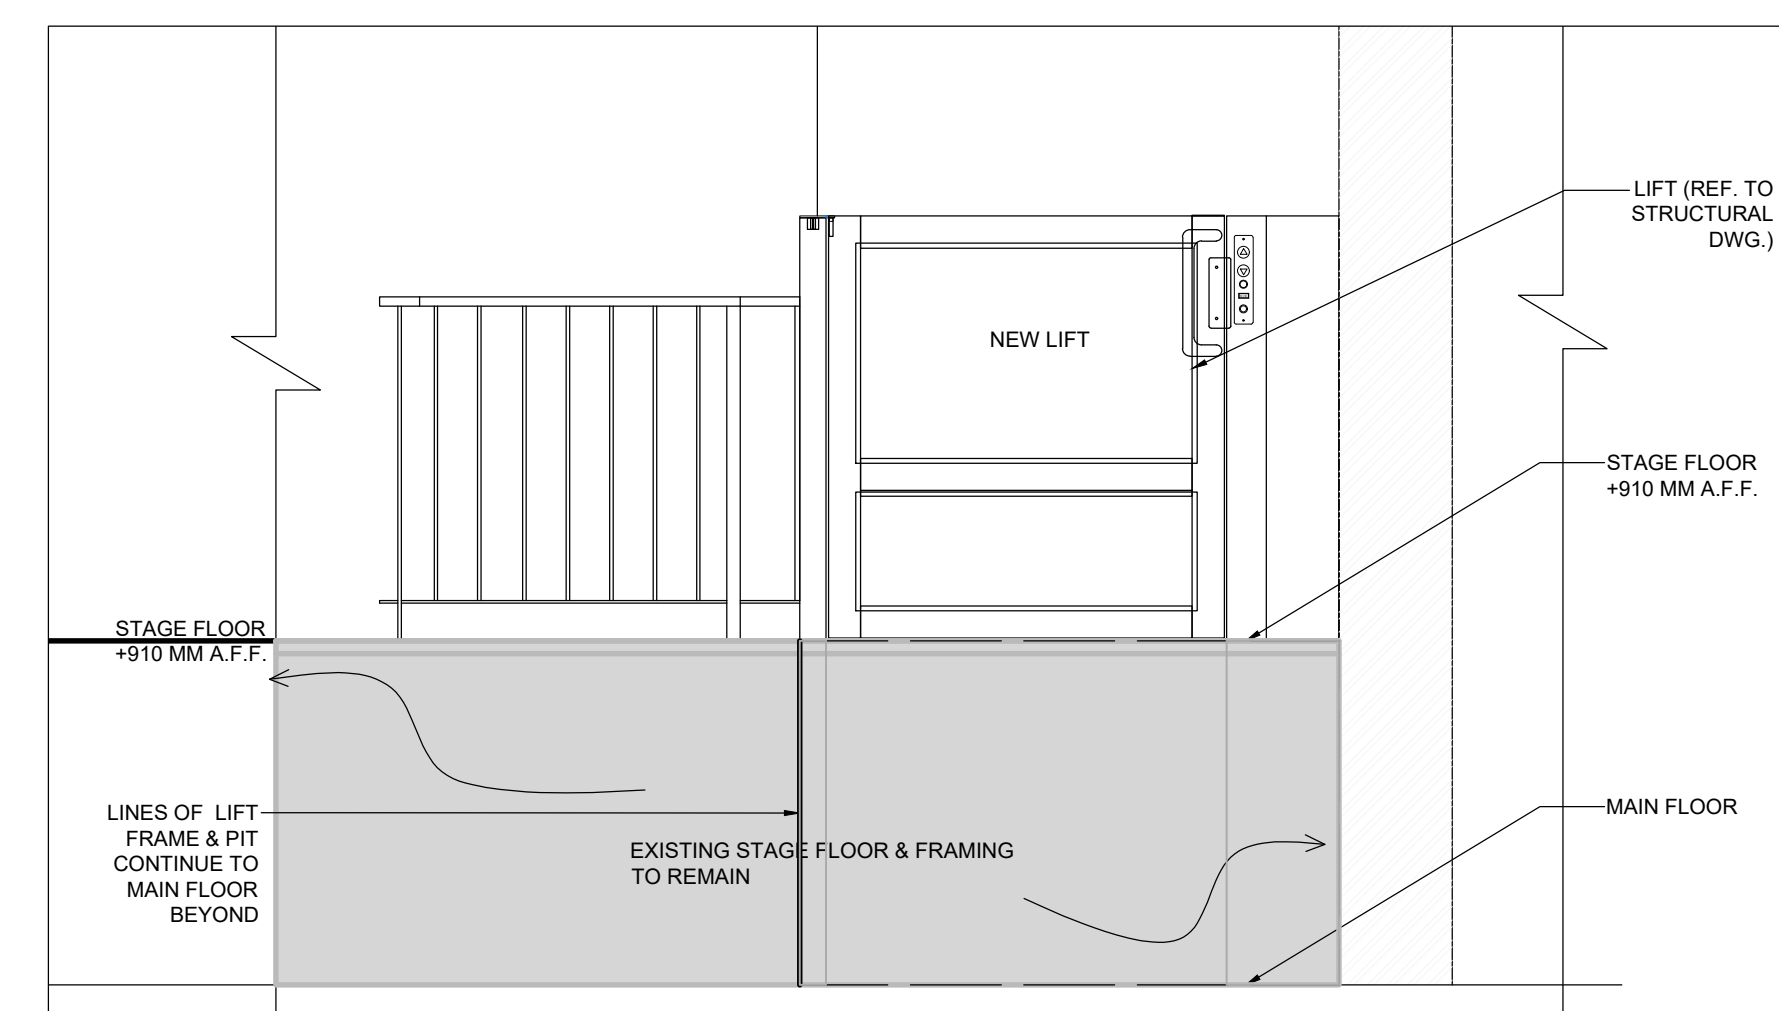 LIFT (REF. TO
STRUCTURAL
DWG.)
NEW LIFT
STAGE FLOOR
+910 MM A.F.F.
STAGE FLOOR
+910 MM A.F.F.
LINES OF LIFT
FRAME & PIT
CONTINUE TO
MAIN FLOOR
BEYOND
EXISTING STAGE FLOOR & FRAMING
TO REMAIN
MAIN FLOOR